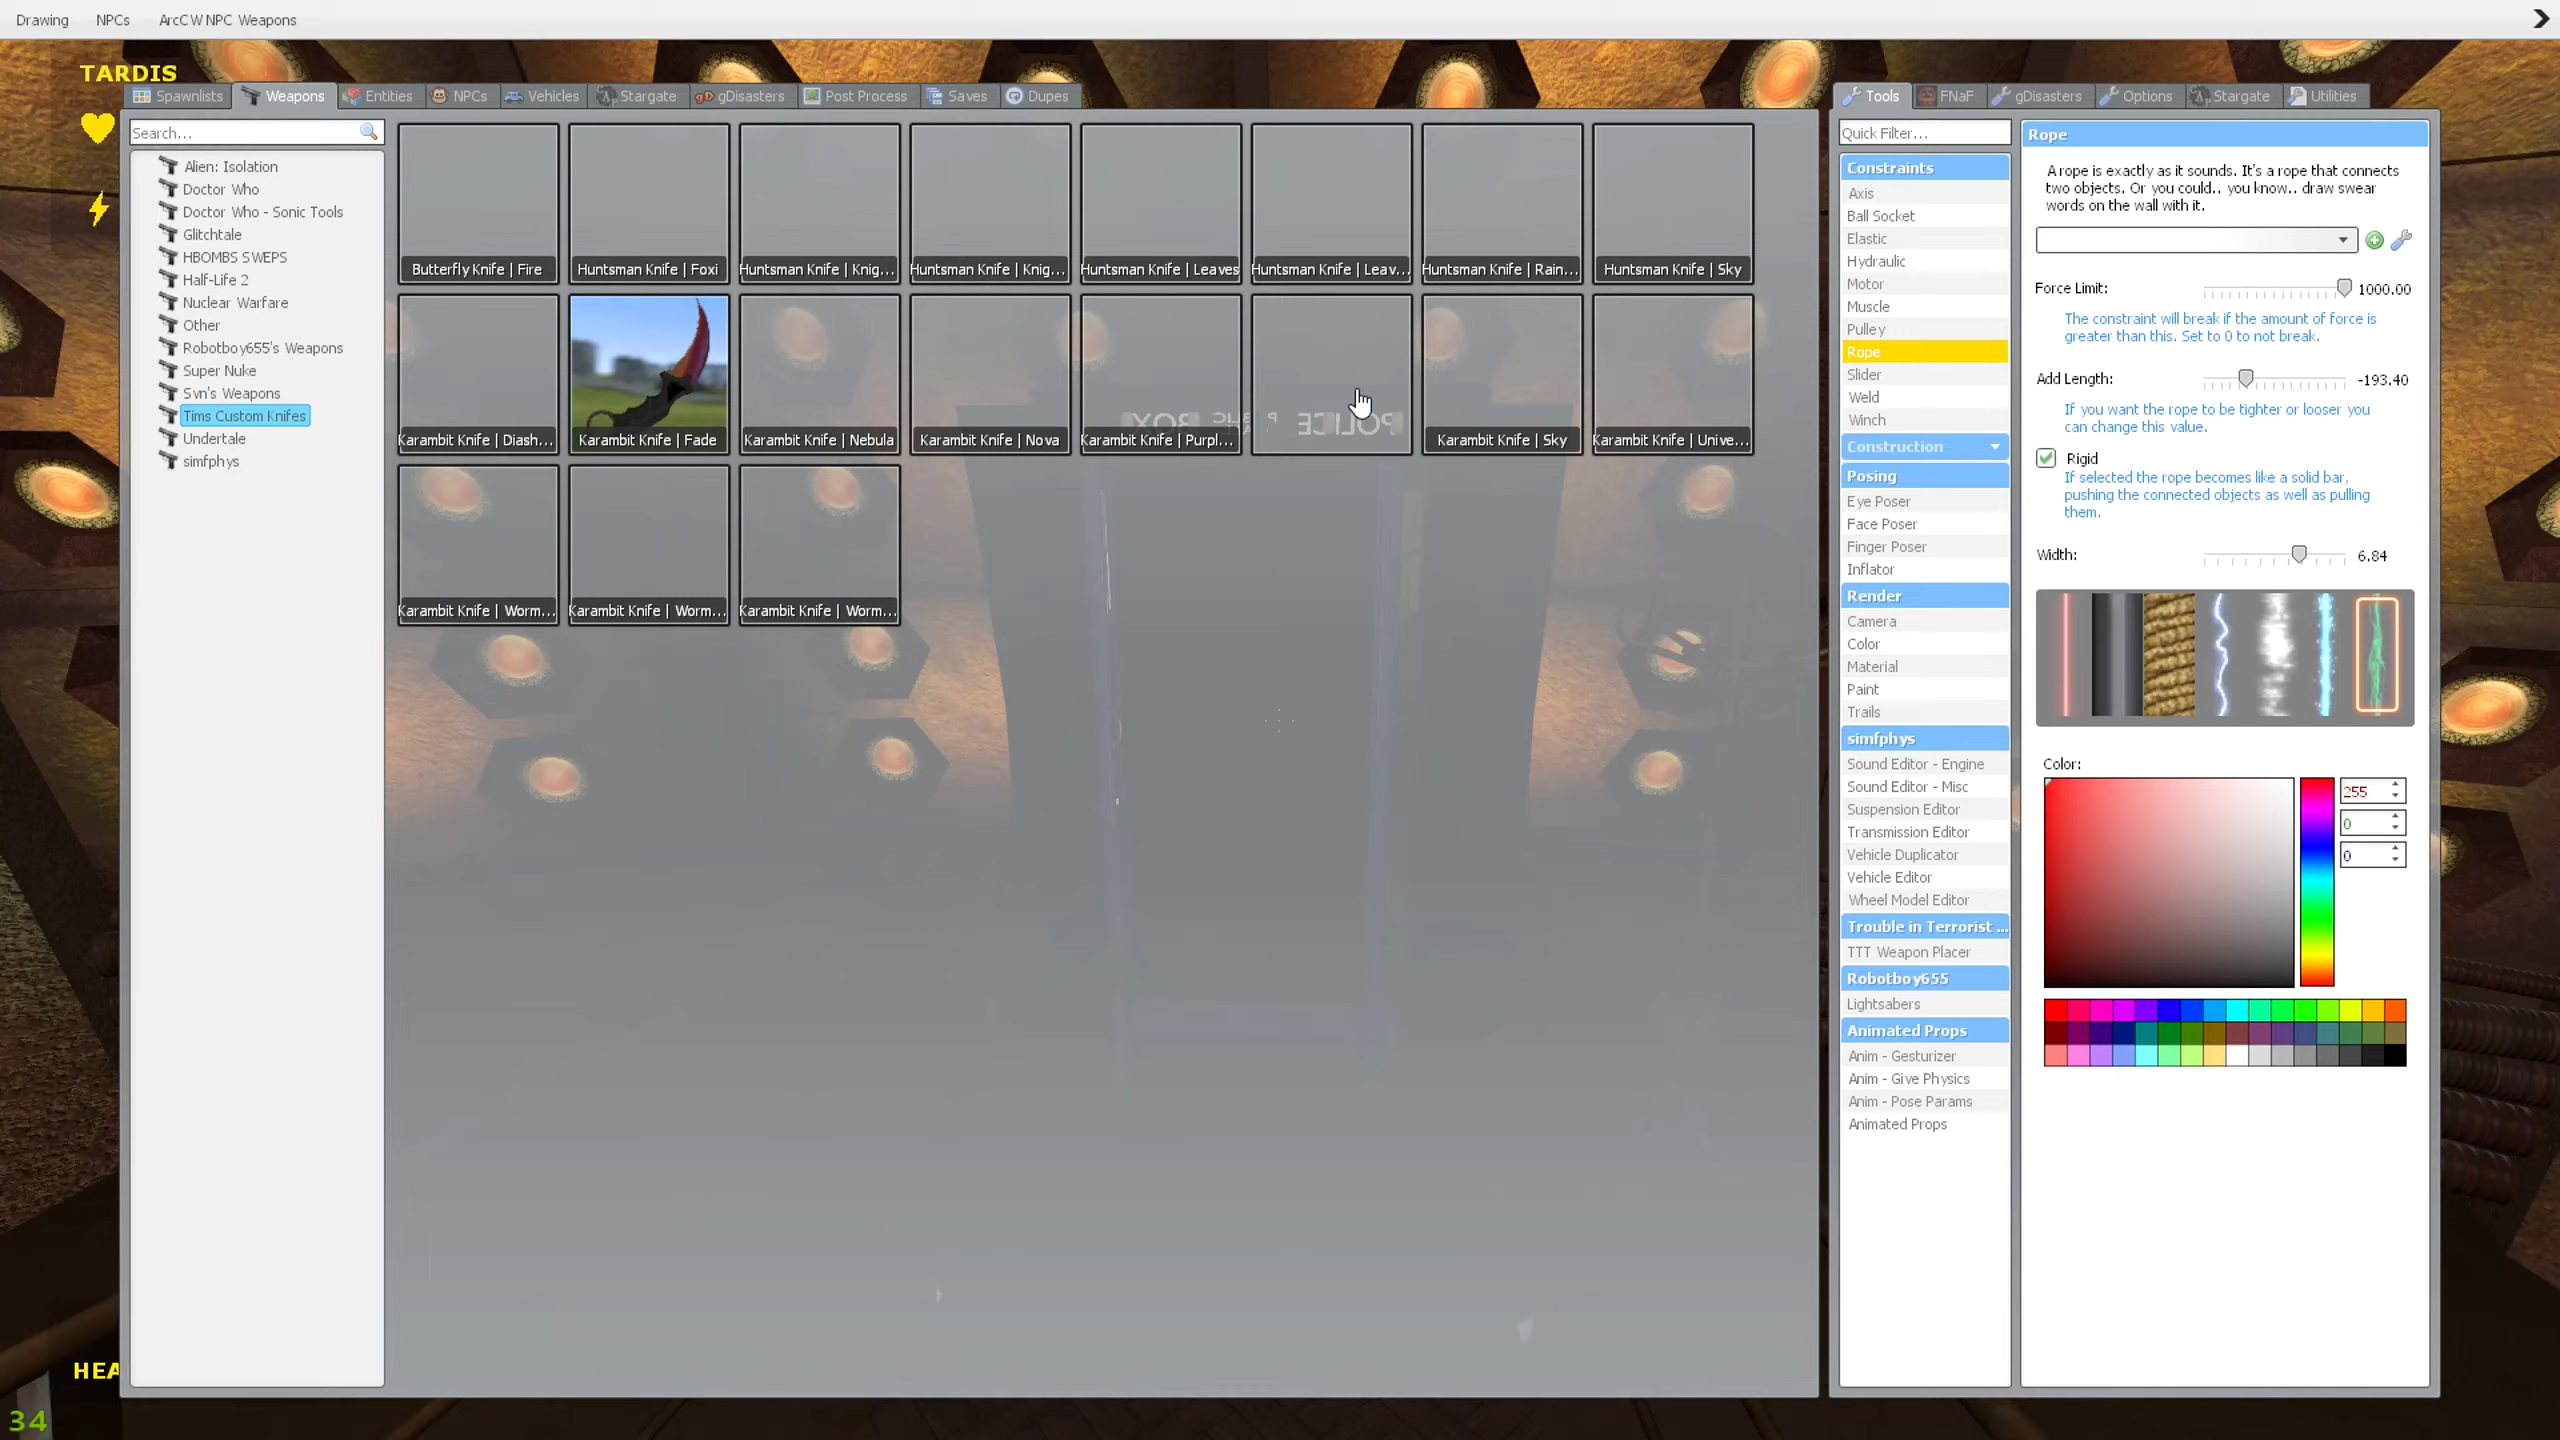 Drawing NPCs ArcCW NPC Weapons
TARDIS
Spawnlists Weapons Entities NPCs Vehicles Stargate gDisasters Post Process Saves Dupes
Search...
Alien: Isolation
Doctor Who
Doctor Who - Sonic Tools
Glitchtale
HBOMBS SWEPS
Half-Life 2
Nuclear Warfare
Other
Robotboy655's Weapons
Super Nuke
Svn's Weapons
Tims Custom Knifes
Undertale
simfphys
Butterfly Knife | Fire
Huntsman Knife | Foxi
Huntsman Knife | Knig...
Huntsman Knife | Knig...
Huntsman Knife | Leaves
Huntsman Knife | Leav...
Huntsman Knife | Rain...
Huntsman Knife | Sky
Karambit Knife | Diash...
Karambit Knife | Fade
Karambit Knife | Nebula
Karambit Knife | Nova
Karambit Knife | Purpl...
Karambit Knife | Sky
Karambit Knife | Unive...
POLICE
BOX
Karambit Knife | Worm...
Karambit Knife | Worm...
Karambit Knife | Worm...
HEA
34
Tools FNaF gDisasters Options Stargate Utilities
Quick Filter...
Constraints
Axis
Ball Socket
Elastic
Hydraulic
Motor
Muscle
Pulley
Rope
Slider
Weld
Winch
Construction
Posing
Eye Poser
Face Poser
Finger Poser
Inflator
Render
Camera
Color
Material
Paint
Trails
simfphys
Sound Editor - Engine
Sound Editor - Misc
Suspension Editor
Transmission Editor
Vehicle Duplicator
Vehicle Editor
Wheel Model Editor
Trouble in Terrorist ...
TTT Weapon Placer
Robotboy655
Lightsabers
Animated Props
Anim - Gesturizer
Anim - Give Physics
Anim - Pose Params
Animated Props
Rope
A rope is exactly as it sounds. It's a rope that connects
two objects. Or you could.. you know.. draw swear
words on the wall with it.
Force Limit: 1000.00
The constraint will break if the amount of force is
greater than this. Set to 0 to not break.
Add Length: -193.40
If you want the rope to be tighter or looser you
can change this value.
Rigid
If selected the rope becomes like a solid bar,
pushing the connected objects as well as pulling
them.
Width: 6.84
Color:
255
0
0